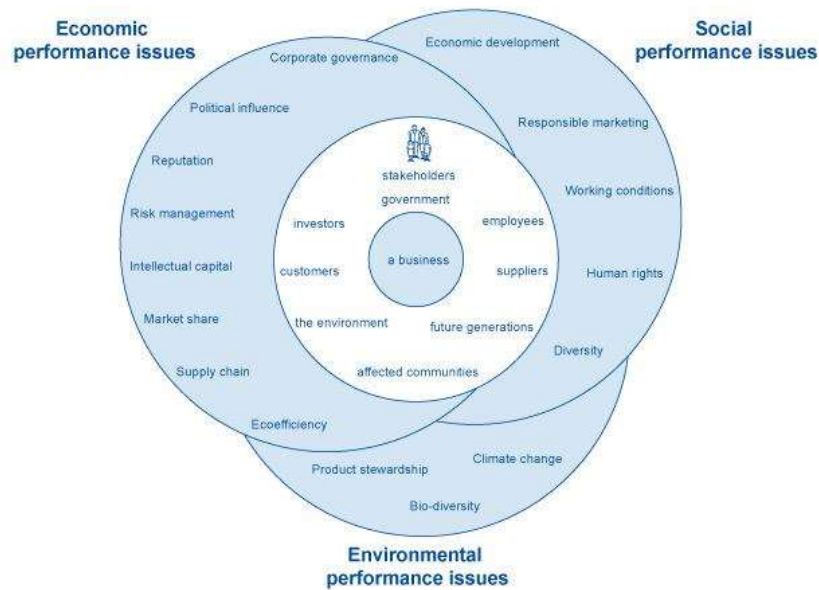 Economic
performance issues
Social
performance issues
Economic development
Corporate governance
Political influence
Responsible marketing
Reputation
stakeholders
Working conditions
government
Risk management
investors
employees
a business
Intellectual capital
customers
suppliers
Human rights
Market share
the environment
future generations
Diversity
Supply chain
affected communities
Ecoefficiency
Climate change
Product stewardship
Bio-diversity
Environmental
performance issues